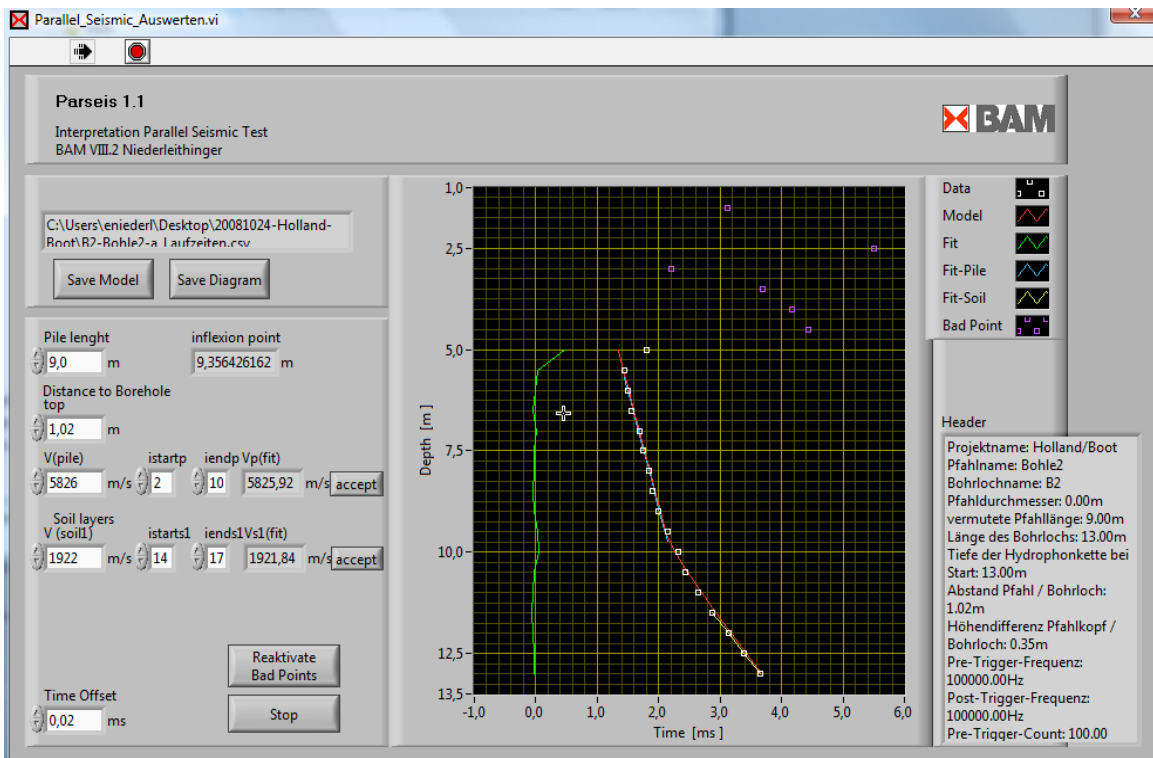 Parallel_Seismic_Auswerten.vi
Parseis 1.1
Interpretation Parallel Seismic Test
BAM VIII.2 Niederleithinger
BAM
C:\Users\eniederl\Desktop\20081024-Holland-
Boot\B2-Bohle2-a_Laufzeiten.csv
Save Model Save Diagram
Pile lenght inflexion point
9,0 m 9,356426162 m
Distance to Borehole
top
1,02 m
V(pile) istartp iendp Vp(fit)
5826 m/s 2 10 5825,92 m/s accept
Soil layers
V (soil1) istarts1 iends1 Vs1(fit)
1922 m/s 14 17 1921,84 m/s accept
Reaktivate
Bad Points
Time Offset
0,02 ms
Stop
1,0
2,5
5,0
7,5
10,0
12,5
13,5
Depth [m]
-1,0 0,0 1,0 2,0 3,0 4,0 5,0 6,0
Time [ms]
Data
Model
Fit
Fit-Pile
Fit-Soil
Bad Point
Header
Projektname: Holland/Boot
Pfahlname: Bohle2
Bohrlochname: B2
Pfahldurchmesser: 0.00m
vermutete Pfahllänge: 9.00m
Länge des Bohrlochs: 13.00m
Tiefe der Hydrophonkette bei
Start: 13.00m
Abstand Pfahl / Bohrloch:
1.02m
Höhendifferenz Pfahlkopf /
Bohrloch: 0.35m
Pre-Trigger-Frequenz:
100000.00Hz
Post-Trigger-Frequenz:
100000.00Hz
Pre-Trigger-Count: 100.00